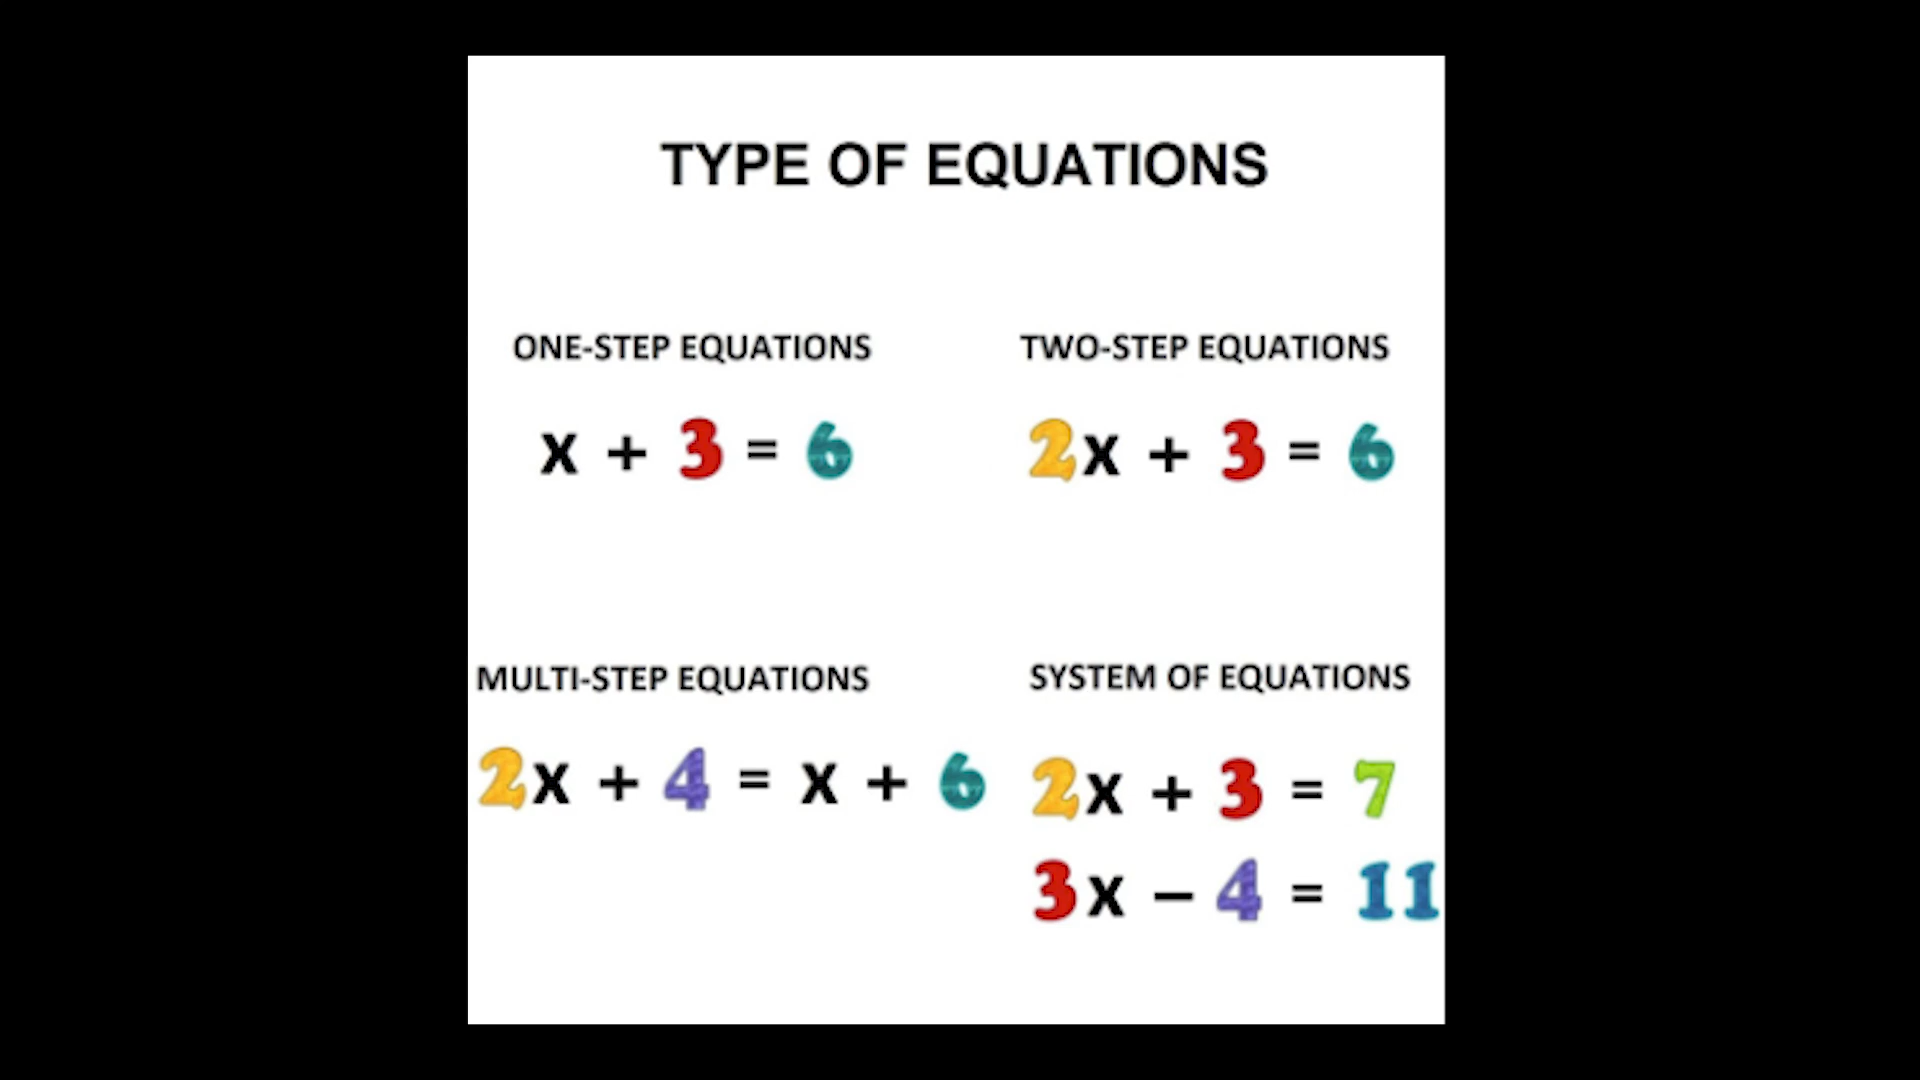 TYPE OF EQUATIONS
ONE-STEP EQUATIONS
x + 3 = 6
TWO-STEP EQUATIONS
2x + 3 = 6
MULTI-STEP EQUATIONS
2x + 4 = x + 6
SYSTEM OF EQUATIONS
2x + 3 = 7
3x − 4 = 11